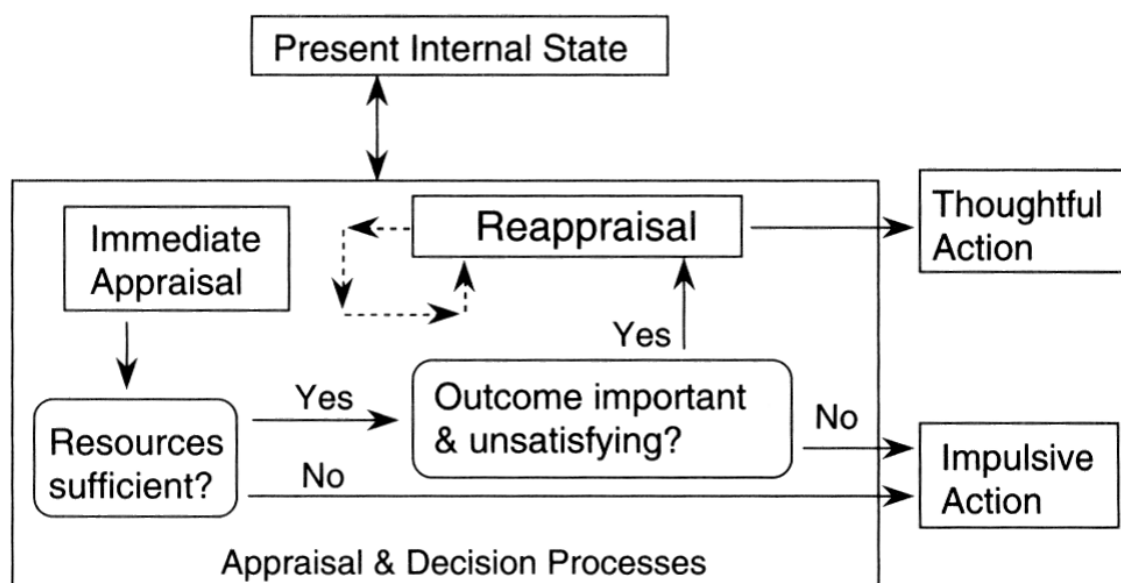 Present Internal State
Immediate
Appraisal
Reappraisal
Thoughtful
Action
Yes
Resources
sufficient?
Yes
Outcome important
& unsatisfying?
No
No
Impulsive
Action
Appraisal & Decision Processes